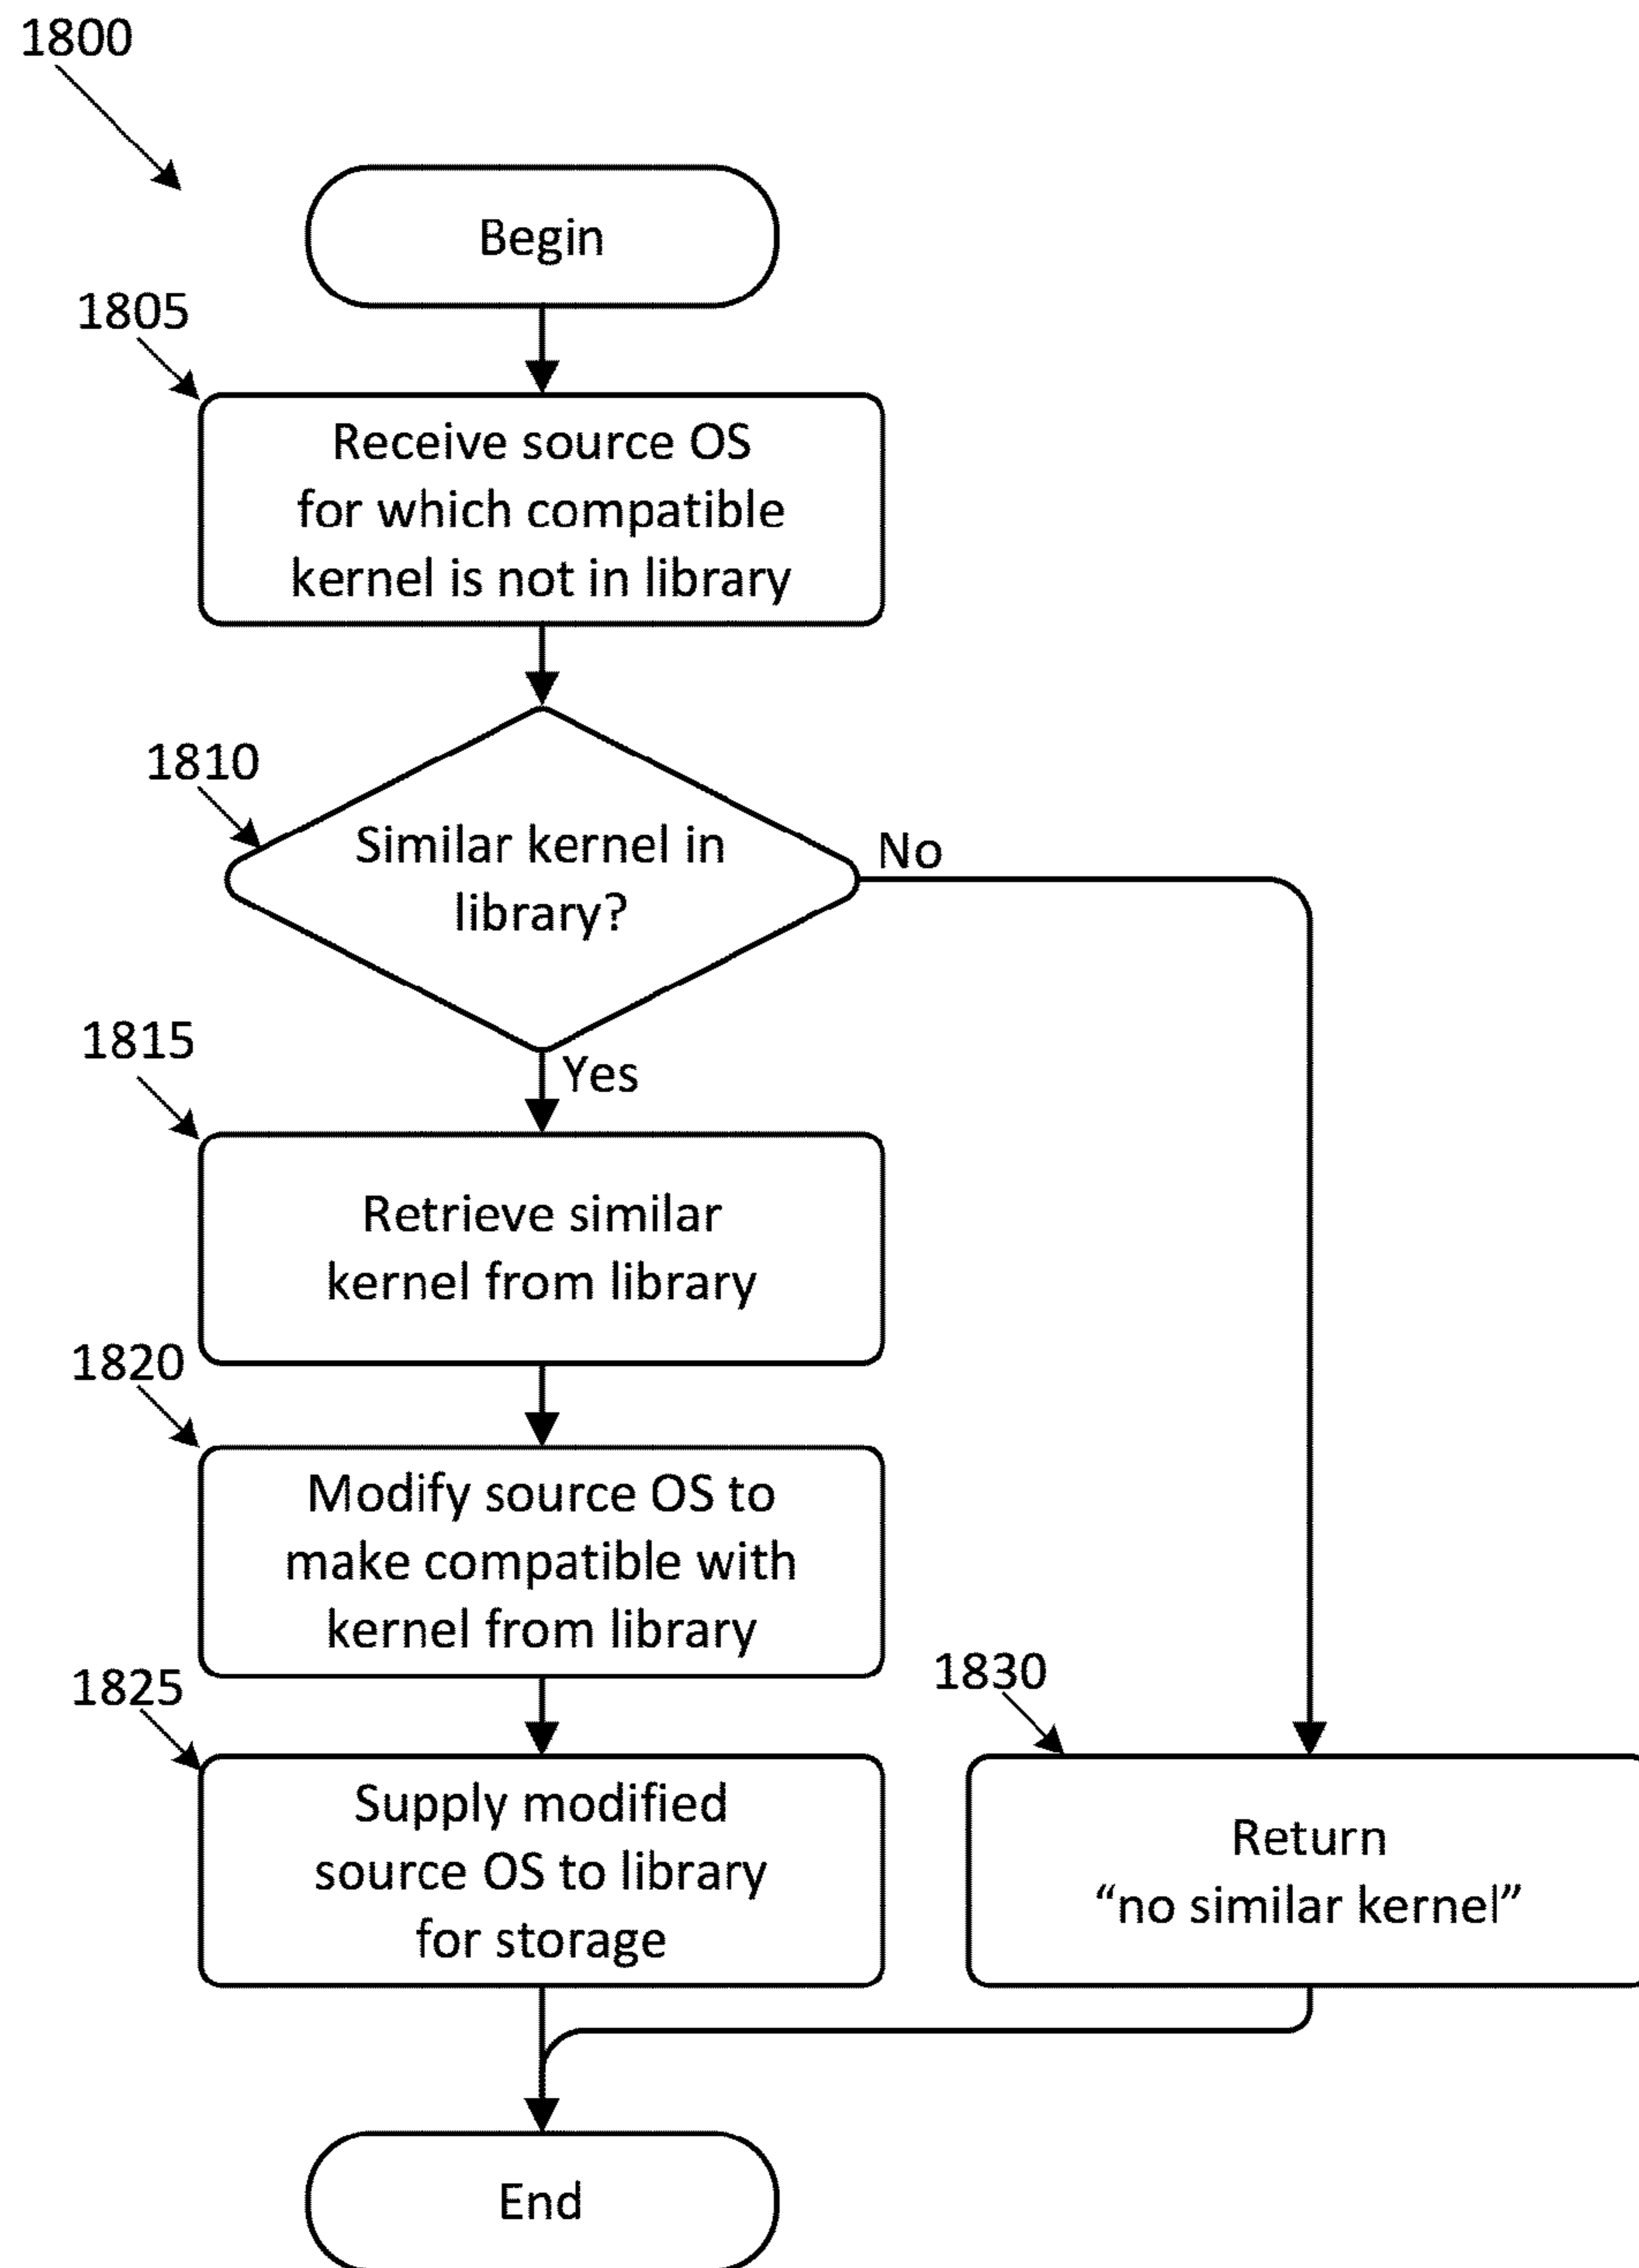 1800
Begin
1805
Receive source OS
for which compatible
kernel is not in library
1810
Similar kernel in
library?
No
Yes
1815
Retrieve similar
kernel from library
1820
Modify source OS to
make compatible with
kernel from library
1825
Supply modified
source OS to library
for storage
1830
Return
“no similar kernel”
End